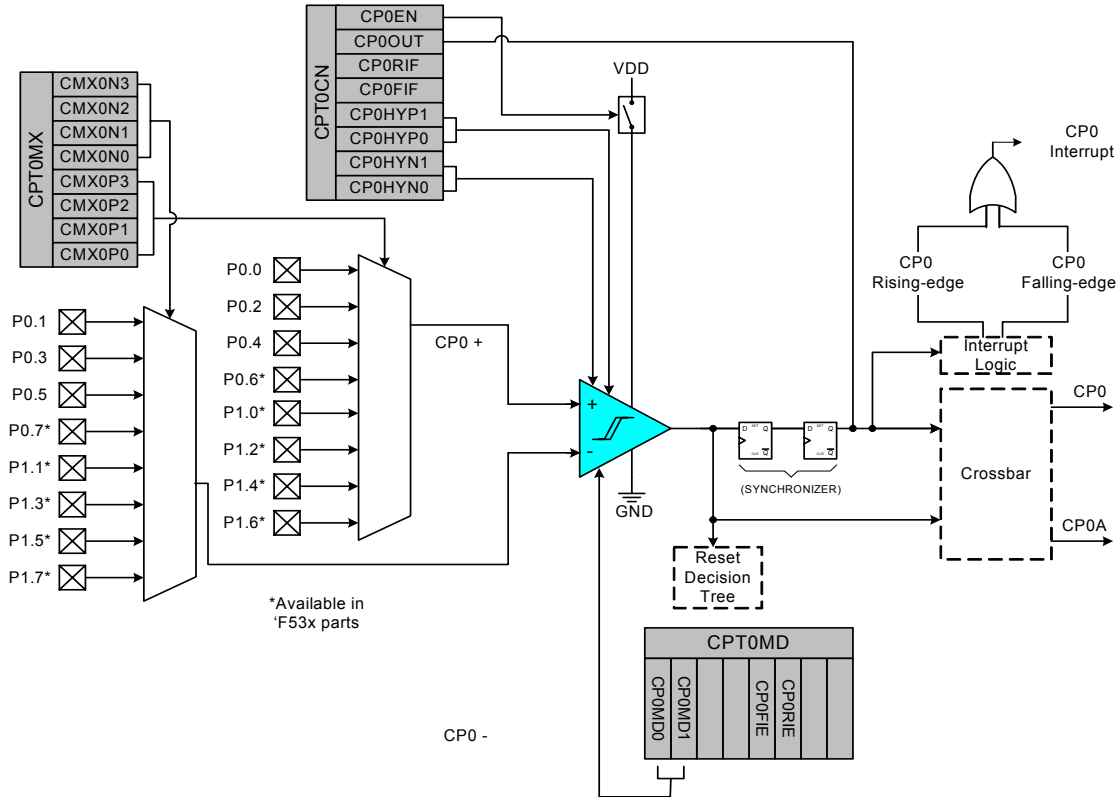 CPT0CN
CP0EN
CP0OUT
CP0RIF
CP0FIF
CP0HYP1
CP0HYP0
CP0HYN1
CP0HYN0
VDD
CPT0MX
CMX0N3
CMX0N2
CMX0N1
CMX0N0
CMX0P3
CMX0P2
CMX0P1
CMX0P0
CP0
Interrupt
CP0
Rising-edge
CP0
Falling-edge
Interrupt
Logic
P0.0
P0.2
P0.4
P0.6*
P1.0*
P1.2*
P1.4*
P1.6*
P0.1
P0.3
P0.5
P0.7*
P1.1*
P1.3*
P1.5*
P1.7*
CP0 +
+
-
GND
D SET Q
CLR Q
D SET Q
CLR Q
(SYNCHRONIZER)
Crossbar
CP0
CP0A
Reset
Decision
Tree
*Available in
‘F53x parts
CPT0MD
CP0MD0
CP0MD1
CP0FIE
CP0RIE
CP0 -